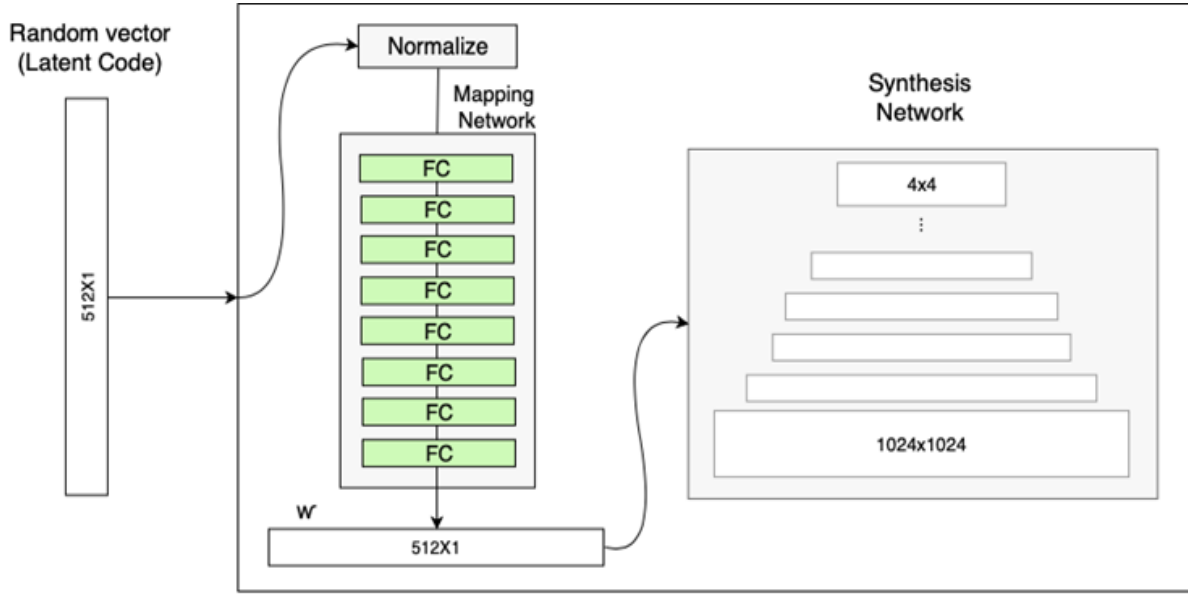 Random vector
(Latent Code)
512X1
Normalize
Mapping
Network
FC
FC
FC
FC
FC
FC
FC
FC
w
512X1
Synthesis
Network
4x4
⋮
1024x1024